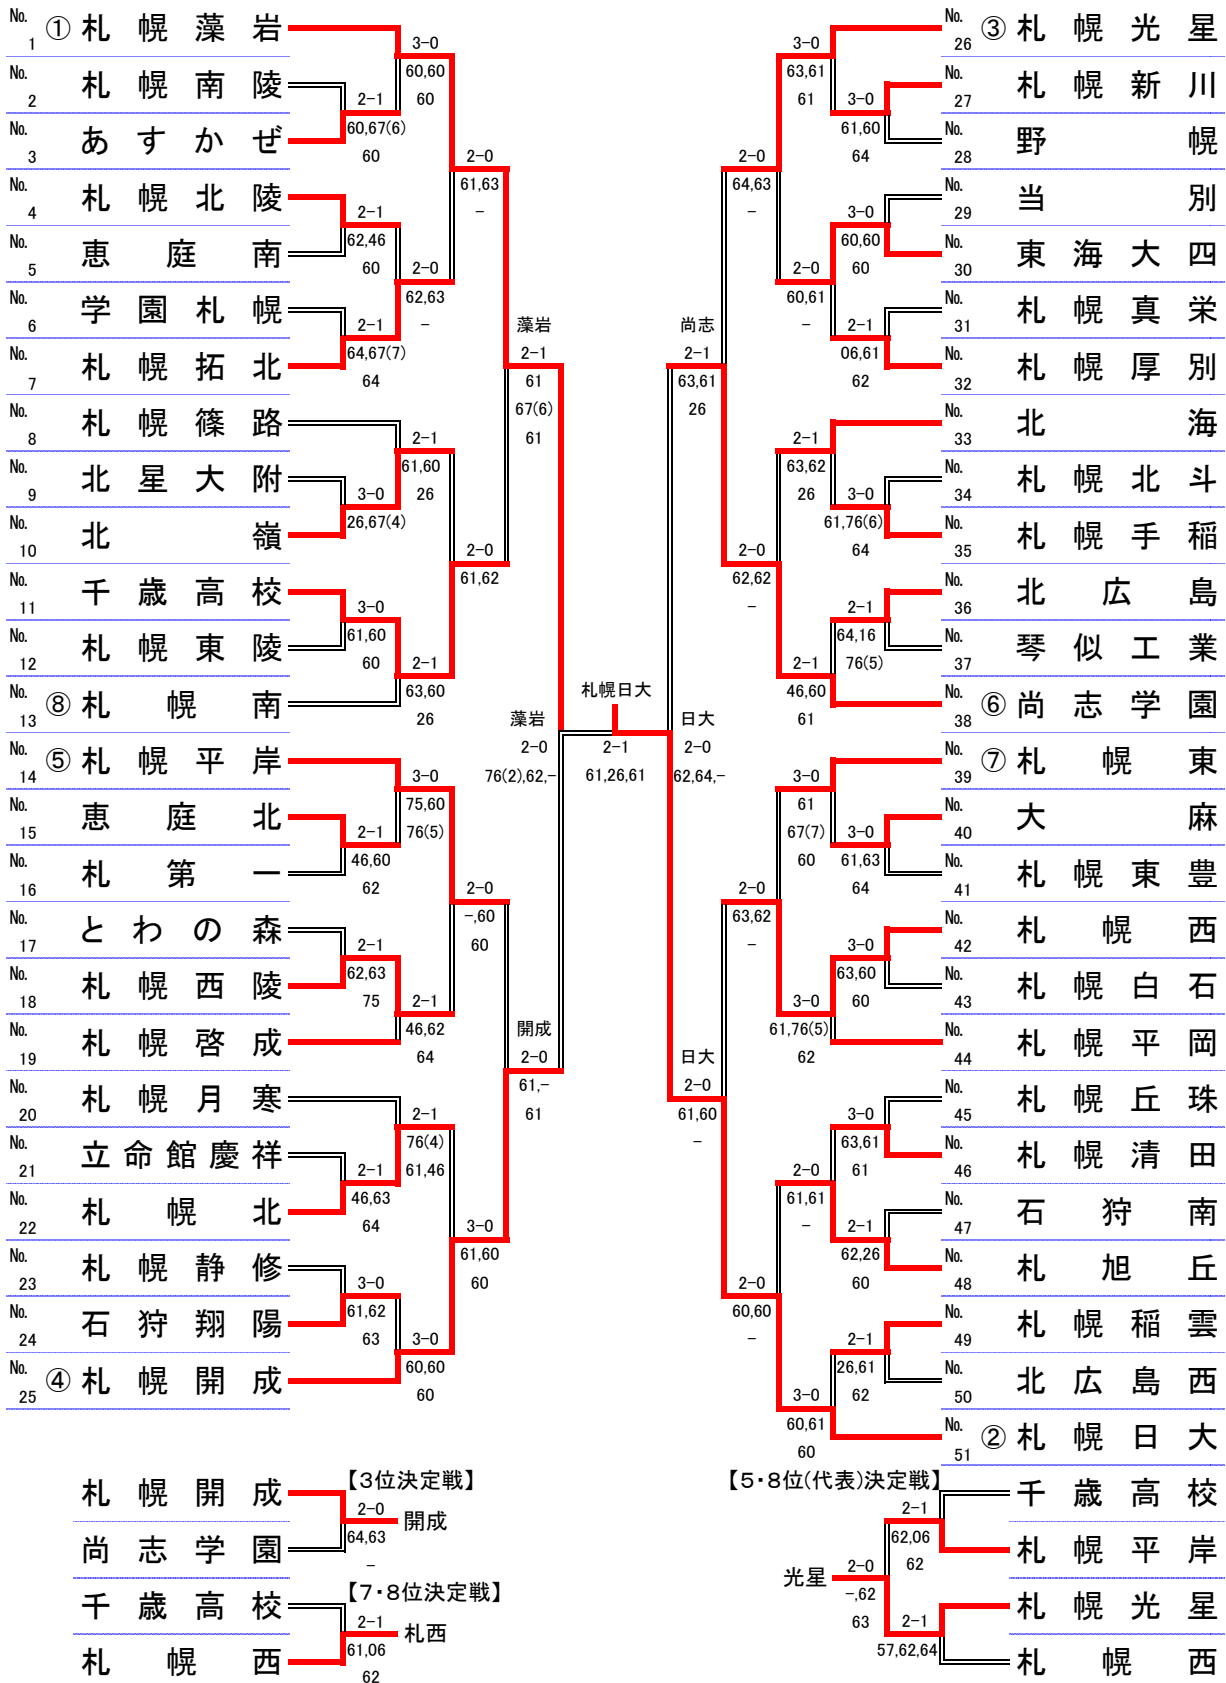 No. 1 ① 札幌藻岩
No. 2 札幌南陵
No. 3 あすかぜ
No. 4 札幌北陵
No. 5 恵庭南
No. 6 学園札幌
No. 7 札幌拓北
No. 8 札幌篠路
No. 9 北星大附
No. 10 北嶺
No. 11 千歳高校
No. 12 札幌東陵
No. 13 ⑧ 札幌南
No. 14 ⑤ 札幌平岸
No. 15 恵庭北
No. 16 札第一
No. 17 とわの森
No. 18 札幌西陵
No. 19 札幌啓成
No. 20 札幌月寒
No. 21 立命館慶祥
No. 22 札幌北
No. 23 札幌静修
No. 24 石狩翔陽
No. 25 ④ 札幌開成
2-1
60,67(6)
60
2-1
62,46
60
2-1
64,67(7)
64
3-0
26,67(4)
3-0
61,60
60
2-1
46,60
62
2-1
62,63
75
2-1
46,63
64
3-0
61,62
63
3-0
60,60
60
2-0
62,63
-
2-1
61,60
26
2-1
63,60
26
3-0
75,60
76(5)
2-1
46,62
64
2-1
76(4)
61,46
3-0
60,60
60
2-0
61,63
-
2-0
61,62
2-0
-,60
60
3-0
61,60
60
藻岩
2-1
61
67(6)
61
開成
2-0
61,-
61
藻岩
2-0
76(2),62,-
札幌日大
2-1
61,26,61
日大
2-0
62,64,-
尚志
2-1
63,61
26
日大
2-0
61,60
-
2-0
64,63
-
2-0
62,62
-
2-0
63,62
-
2-0
60,60
-
3-0
63,61
61
2-0
60,61
-
2-1
63,62
26
2-1
46,60
61
3-0
61
67(7)
60
3-0
61,76(5)
62
2-0
61,61
-
3-0
60,61
60
3-0
61,60
64
3-0
60,60
60
2-1
06,61
62
3-0
61,76(6)
64
2-1
64,16
76(5)
3-0
61,63
64
3-0
63,60
60
3-0
63,61
61
2-1
62,26
60
2-1
26,61
62
No. 26 ③ 札幌光星
No. 27 札幌新川
No. 28 野幌
No. 29 当別
No. 30 東海大四
No. 31 札幌真栄
No. 32 札幌厚別
No. 33 北海
No. 34 札幌北斗
No. 35 札幌手稲
No. 36 北広島
No. 37 琴似工業
No. 38 ⑥ 尚志学園
No. 39 ⑦ 札幌東
No. 40 大麻
No. 41 札幌東豊
No. 42 札幌西
No. 43 札幌白石
No. 44 札幌平岡
No. 45 札幌丘珠
No. 46 札幌清田
No. 47 石狩南
No. 48 札旭丘
No. 49 札幌稲雲
No. 50 北広島西
No. 51 ② 札幌日大
【3位決定戦】
札幌開成
尚志学園
2-0
64,63
-
開成
【7・8位決定戦】
千歳高校
札幌西
2-1
61,06
62
札西
【5・8位(代表)決定戦】
千歳高校
札幌平岸
札幌光星
札幌西
2-1
62,06
62
2-1
57,62,64
光星
2-0
-,62
63